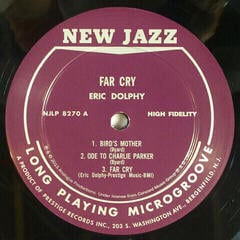 NEW JAZZ
FAR CRY
ERIC DOLPHY
NJLP 8270 A
HIGH FIDELITY
1. BIRD'S MOTHER
(Byard)
2. ODE TO CHARLIE PARKER
(Byard)
3. FAR CRY
(Eric Dolphy-Prestige Music-BMI)
LONG PLAYING MICROGROOVE
A PRODUCT OF PRESTIGE RECORDS INC., 203 S. WASHINGTON AVE., BERGENFIELD, N.J.